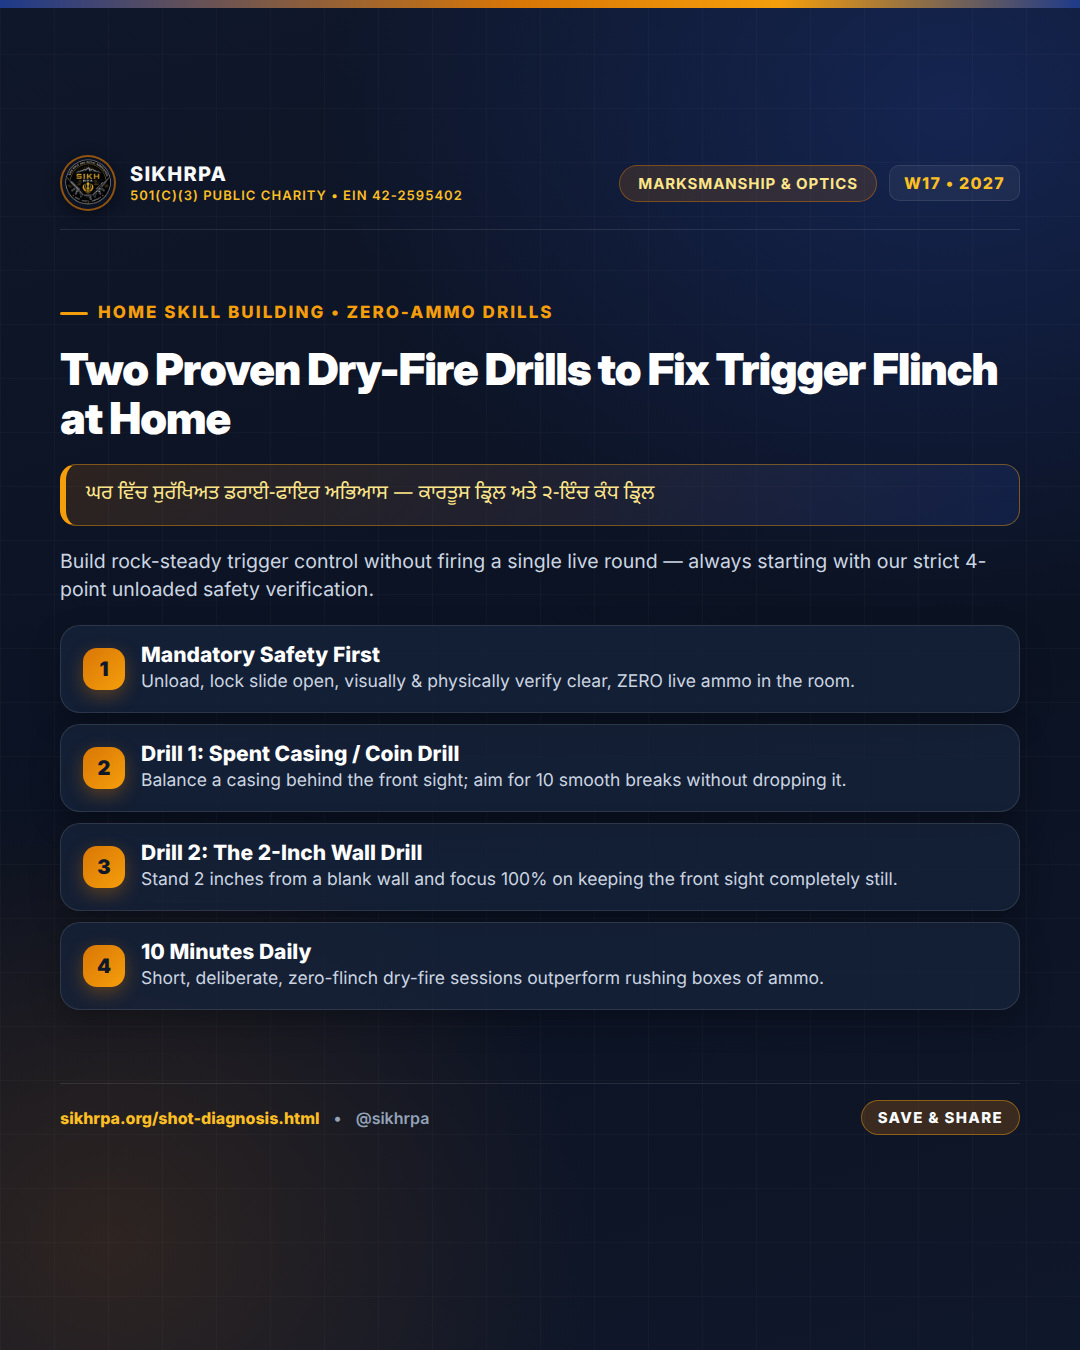 SIKH
SIKHRPA
501(C)(3) PUBLIC CHARITY • EIN 42-2595402
MARKSMANSHIP & OPTICS
W17 • 2027
HOME SKILL BUILDING • ZERO-AMMO DRILLS
Two Proven Dry-Fire Drills to Fix Trigger Flinch
at Home
ਘਰ ਵਿੱਚ ਸੁਰੱਖਿਅਤ ਡਰਾਈ-ਫਾਇਰ ਅਭਿਆਸ — ਕਾਰਤੂਸ ਡ੍ਰਿਲ ਅਤੇ ੨-ਇੰਚ ਕੰਧ ਡ੍ਰਿਲ
Build rock-steady trigger control without firing a single live round — always starting with our strict 4-
point unloaded safety verification.
1
Mandatory Safety First
Unload, lock slide open, visually & physically verify clear, ZERO live ammo in the room.
2
Drill 1: Spent Casing / Coin Drill
Balance a casing behind the front sight; aim for 10 smooth breaks without dropping it.
3
Drill 2: The 2-Inch Wall Drill
Stand 2 inches from a blank wall and focus 100% on keeping the front sight completely still.
4
10 Minutes Daily
Short, deliberate, zero-flinch dry-fire sessions outperform rushing boxes of ammo.
sikhrpa.org/shot-diagnosis.html • @sikhrpa
SAVE & SHARE